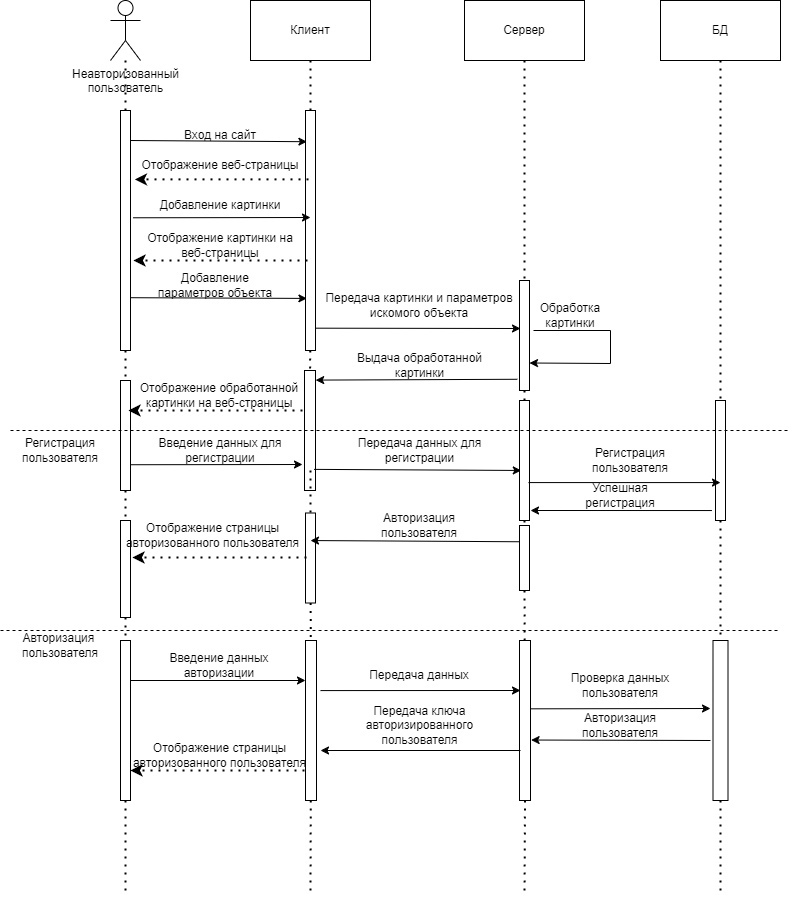 Клиент
Сервер
БД
Неавторизованный
пользователь
Вход на сайт
Отображение веб-страницы
Добавление картинки
Отображение картинки на
веб-страницы
Добавление
параметров объекта
Передача картинки и параметров
искомого объекта
Обработка
картинки
Выдача обработанной
картинки
Отображение обработанной
картинки на веб-страницы
Регистрация
пользователя
Введение данных для
регистрации
Передача данных для
регистрации
Регистрация
пользователя
Успешная
регистрация
Авторизация
пользователя
Отображение страницы
авторизованного пользователя
Авторизация
пользователя
Введение данных
авторизации
Передача данных
Проверка данных
пользователя
Передача ключа
авторизированного
пользователя
Авторизация
пользователя
Отображение страницы
авторизованного пользователя